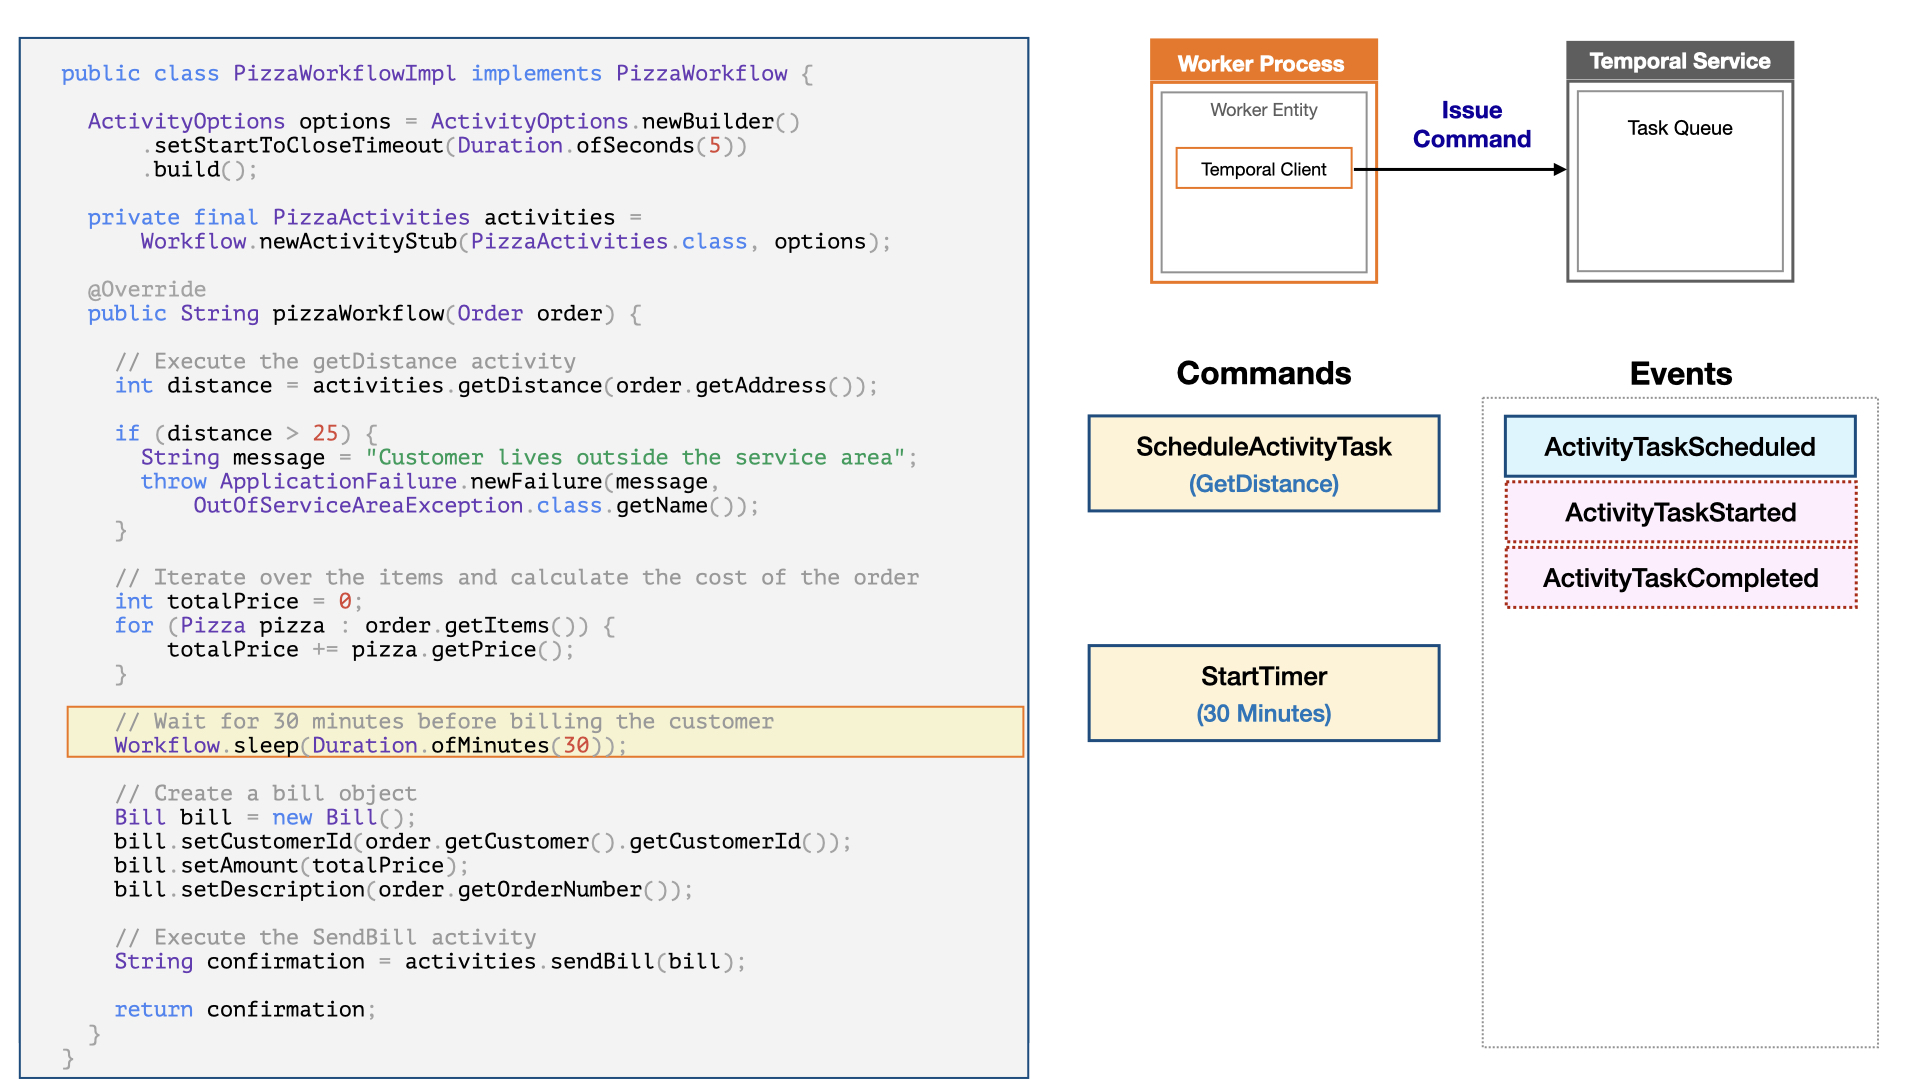 public class PizzaWorkflowImpl implements PizzaWorkflow {
ActivityOptions options = ActivityOptions.newBuilder()
.setStartToCloseTimeout(Duration.ofSeconds(5))
.build();
private final PizzaActivities activities =
Workflow.newActivityStub(PizzaActivities.class, options);
@Override
public String pizzaWorkflow(Order order) {
// Execute the getDistance activity
int distance = activities.getDistance(order.getAddress());
if (distance > 25) {
String message = "Customer lives outside the service area";
throw ApplicationFailure.newFailure(message,
OutOfServiceAreaException.class.getName());
}
// Iterate over the items and calculate the cost of the order
int totalPrice = 0;
for (Pizza pizza : order.getItems()) {
totalPrice += pizza.getPrice();
}
// Wait for 30 minutes before billing the customer
Workflow.sleep(Duration.ofMinutes(30));
// Create a bill object
Bill bill = new Bill();
bill.setCustomerId(order.getCustomer().getCustomerId());
bill.setAmount(totalPrice);
bill.setDescription(order.getOrderNumber());
// Execute the SendBill activity
String confirmation = activities.sendBill(bill);
return confirmation;
}
}
Worker Process
Worker Entity
Temporal Client
Issue
Command
Temporal Service
Task Queue
Commands
ScheduleActivityTask
(GetDistance)
StartTimer
(30 Minutes)
Events
ActivityTaskScheduled
ActivityTaskStarted
ActivityTaskCompleted